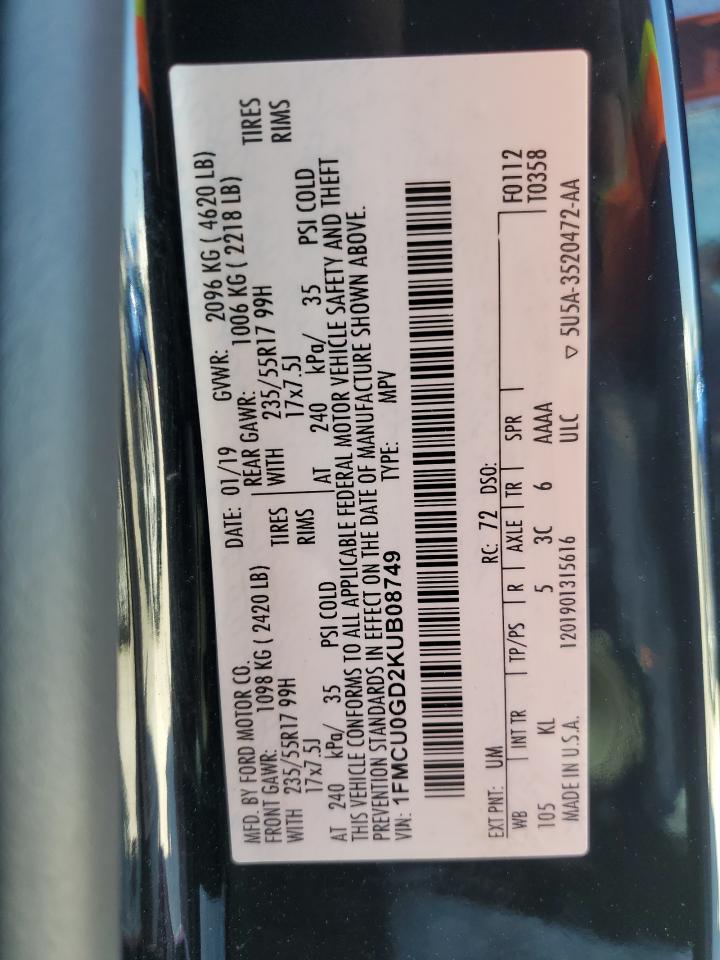 MFD. BY FORD MOTOR CO. DATE: 01/19 GVWR: 2096 KG ( 4620 LB)
FRONT GAWR: 1098 KG ( 2420 LB) REAR GAWR: 1006 KG ( 2218 LB)
WITH 235/55R17 99H TIRES WITH 235/55R17 99H TIRES
17x7.5J RIMS 17x7.5J RIMS
AT 240 kPa/ 35 PSI COLD AT 240 kPa/ 35 PSI COLD
THIS VEHICLE CONFORMS TO ALL APPLICABLE FEDERAL MOTOR VEHICLE SAFETY AND THEFT
PREVENTION STANDARDS IN EFFECT ON THE DATE OF MANUFACTURE SHOWN ABOVE.
VIN: 1FMCU0GD2KUB08749 TYPE: MPV
EXT PNT: UM RC: 72 DSO: F0112
WB INT TR TP/PS R AXLE TR SPR T0358
105 KL 5 3C 6 AAAA
MADE IN U.S.A. 1201901315616 ULC ▽ 5U5A-3520472-AA